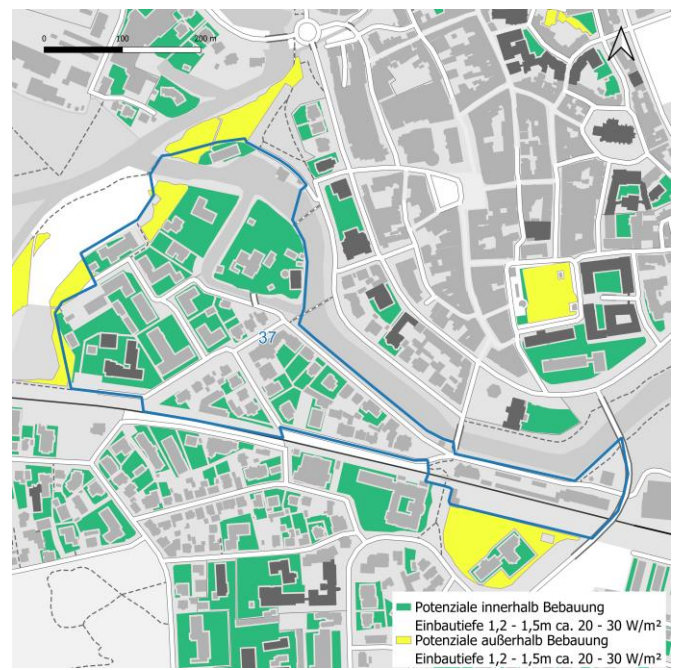 0 100 200 m
37
Potenziale innerhalb Bebauung
Einbautiefe 1,2 - 1,5m ca. 20 - 30 W/m²
Potenziale außerhalb Bebauung
Einbautiefe 1,2 - 1,5m ca. 20 - 30 W/m²